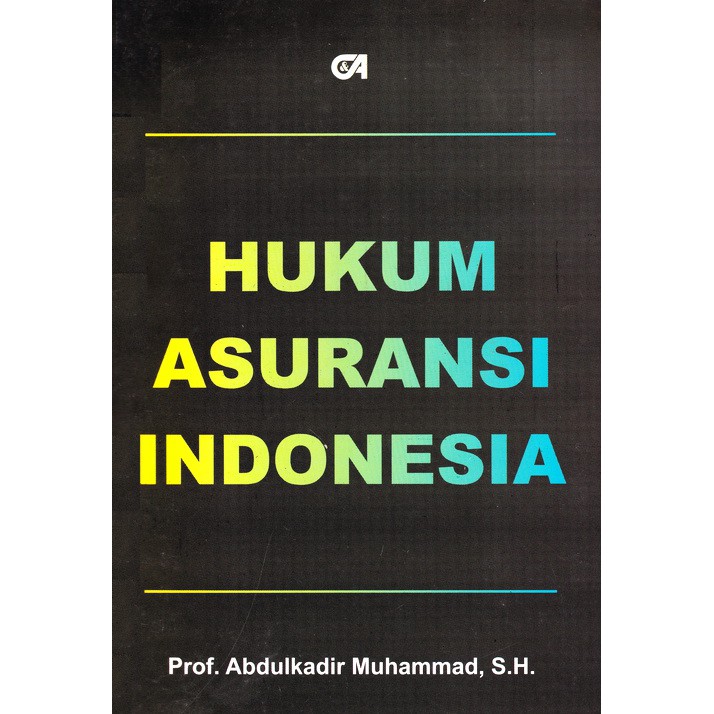 C&A
HUKUM
ASURANSI
INDONESIA
Prof. Abdulkadir Muhammad, S.H.